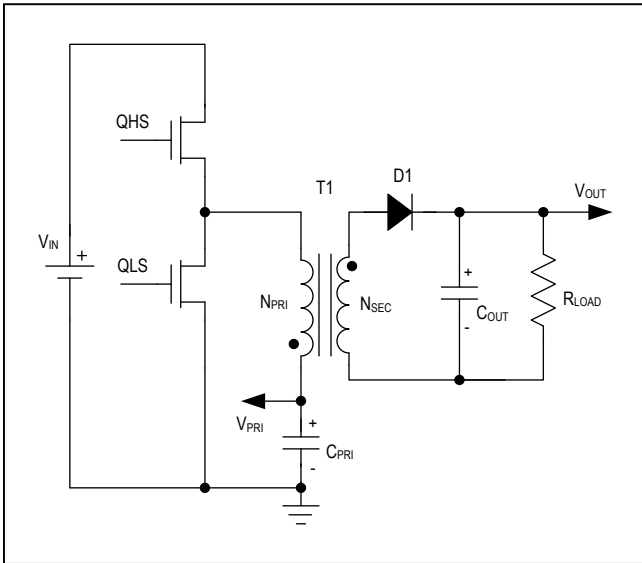 QHS
T1
D1
VOUT
VIN
+
QLS
NPRI
NSEC
+
-
COUT
RLOAD
VPRI
+
-
CPRI